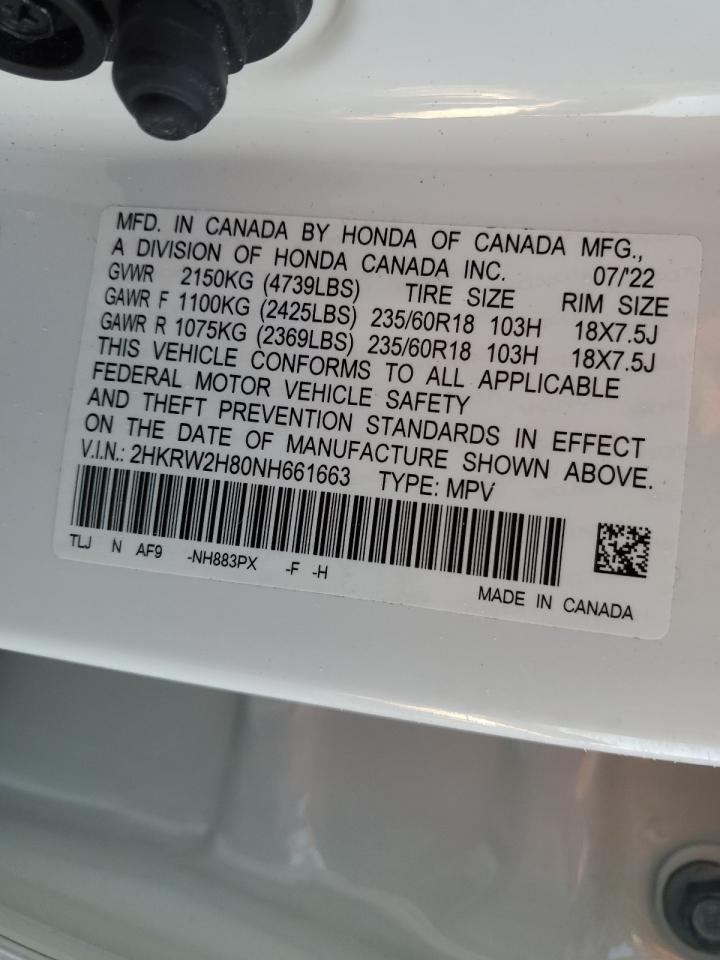 MFD. IN CANADA BY HONDA OF CANADA MFG.,
A DIVISION OF HONDA CANADA INC. 07/'22
GVWR 2150KG (4739LBS) TIRE SIZE RIM SIZE
GAWR F 1100KG (2425LBS) 235/60R18 103H 18X7.5J
GAWR R 1075KG (2369LBS) 235/60R18 103H 18X7.5J
THIS VEHICLE CONFORMS TO ALL APPLICABLE
FEDERAL MOTOR VEHICLE SAFETY
AND THEFT PREVENTION STANDARDS IN EFFECT
ON THE DATE OF MANUFACTURE SHOWN ABOVE.
V.I.N.: 2HKRW2H80NH661663 TYPE: MPV
TLJ N AF9 -NH883PX -F -H
MADE IN CANADA